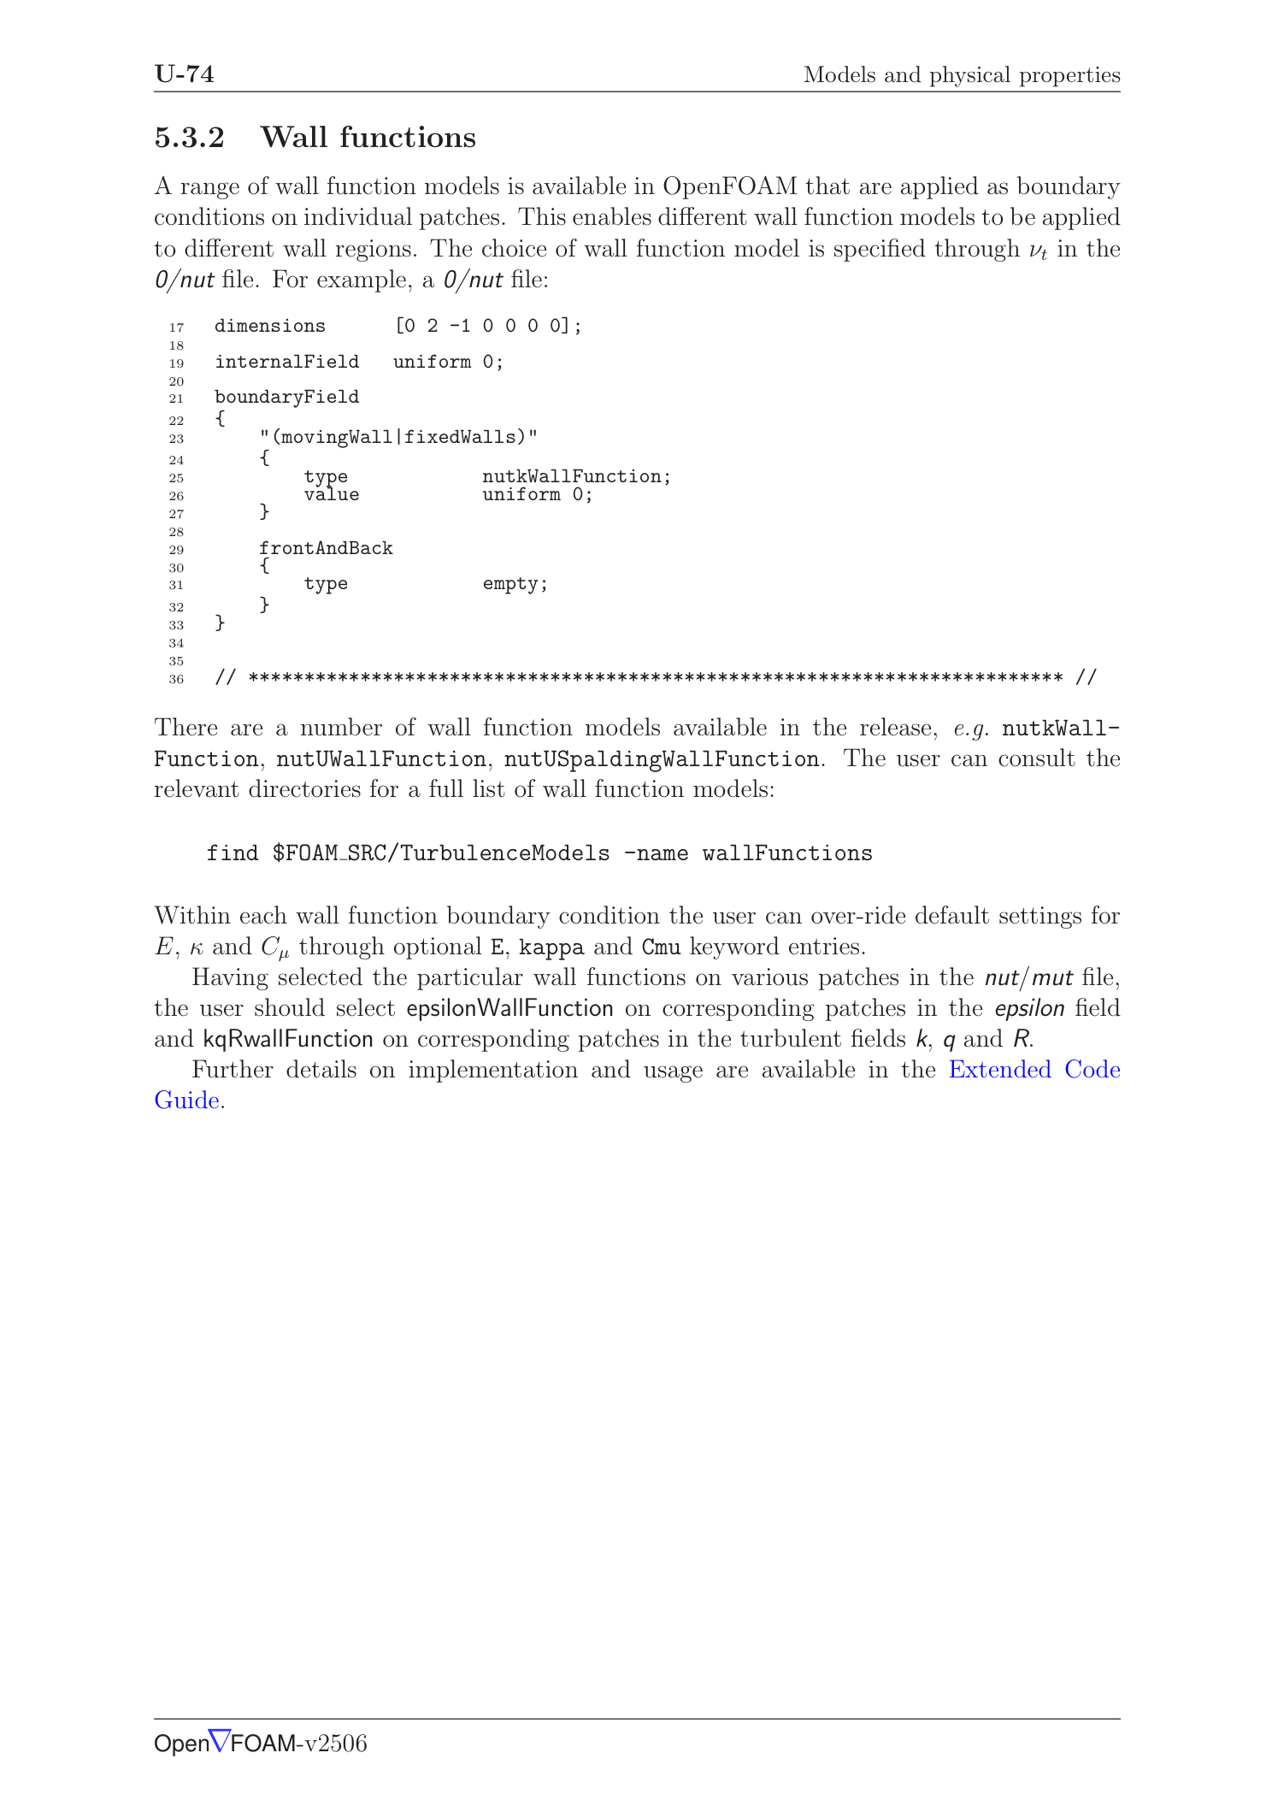 U-74 Models and physical properties
5.3.2 Wall functions
A range of wall function models is available in OpenFOAM that are applied as boundary
conditions on individual patches. This enables different wall function models to be applied
to different wall regions. The choice of wall function model is specified through νt in the
0/nut file. For example, a 0/nut file:
17 dimensions [0 2 -1 0 0 0 0];
18
19 internalField uniform 0;
20
21 boundaryField
22 {
23 "(movingWall|fixedWalls)"
24 {
25 type nutkWallFunction;
26 value uniform 0;
27 }
28
29 frontAndBack
30 {
31 type empty;
32 }
33 }
34
35
36 // ************************************************************************* //
There are a number of wall function models available in the release, e.g. nutkWall-
Function, nutUWallFunction, nutUSpaldingWallFunction. The user can consult the
relevant directories for a full list of wall function models:
find $FOAM_SRC/TurbulenceModels -name wallFunctions
Within each wall function boundary condition the user can over-ride default settings for
E, κ and Cμ through optional E, kappa and Cmu keyword entries.
Having selected the particular wall functions on various patches in the nut/mut file,
the user should select epsilonWallFunction on corresponding patches in the epsilon field
and kqRwallFunction on corresponding patches in the turbulent fields k, q and R.
Further details on implementation and usage are available in the Extended Code
Guide.
Open∇FOAM-v2506